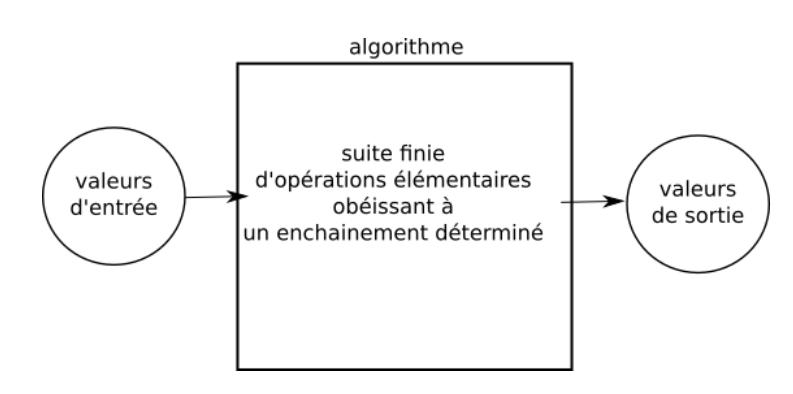 algorithme
valeurs
d'entrée
suite finie
d'opérations élémentaires
obéissant à
un enchainement déterminé
valeurs
de sortie